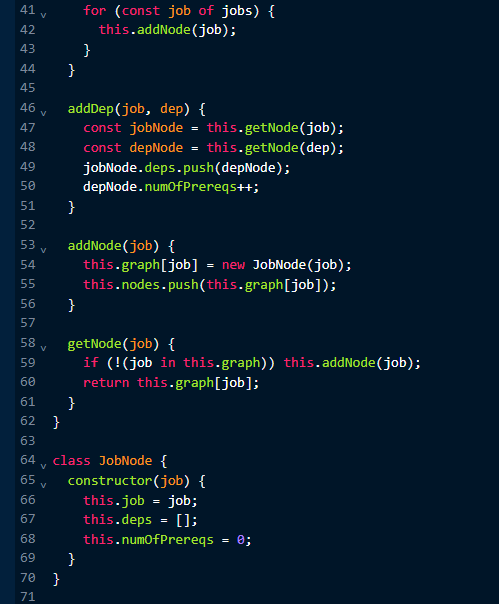 41 for (const job of jobs) {
42 this.addNode(job);
43 }
44 }
45
46 addDep(job, dep) {
47 const jobNode = this.getNode(job);
48 const depNode = this.getNode(dep);
49 jobNode.deps.push(depNode);
50 depNode.numOfPrereqs++;
51 }
52
53 addNode(job) {
54 this.graph[job] = new JobNode(job);
55 this.nodes.push(this.graph[job]);
56 }
57
58 getNode(job) {
59 if (!(job in this.graph)) this.addNode(job);
60 return this.graph[job];
61 }
62 }
63
64 class JobNode {
65 constructor(job) {
66 this.job = job;
67 this.deps = [];
68 this.numOfPrereqs = 0;
69 }
70 }
71